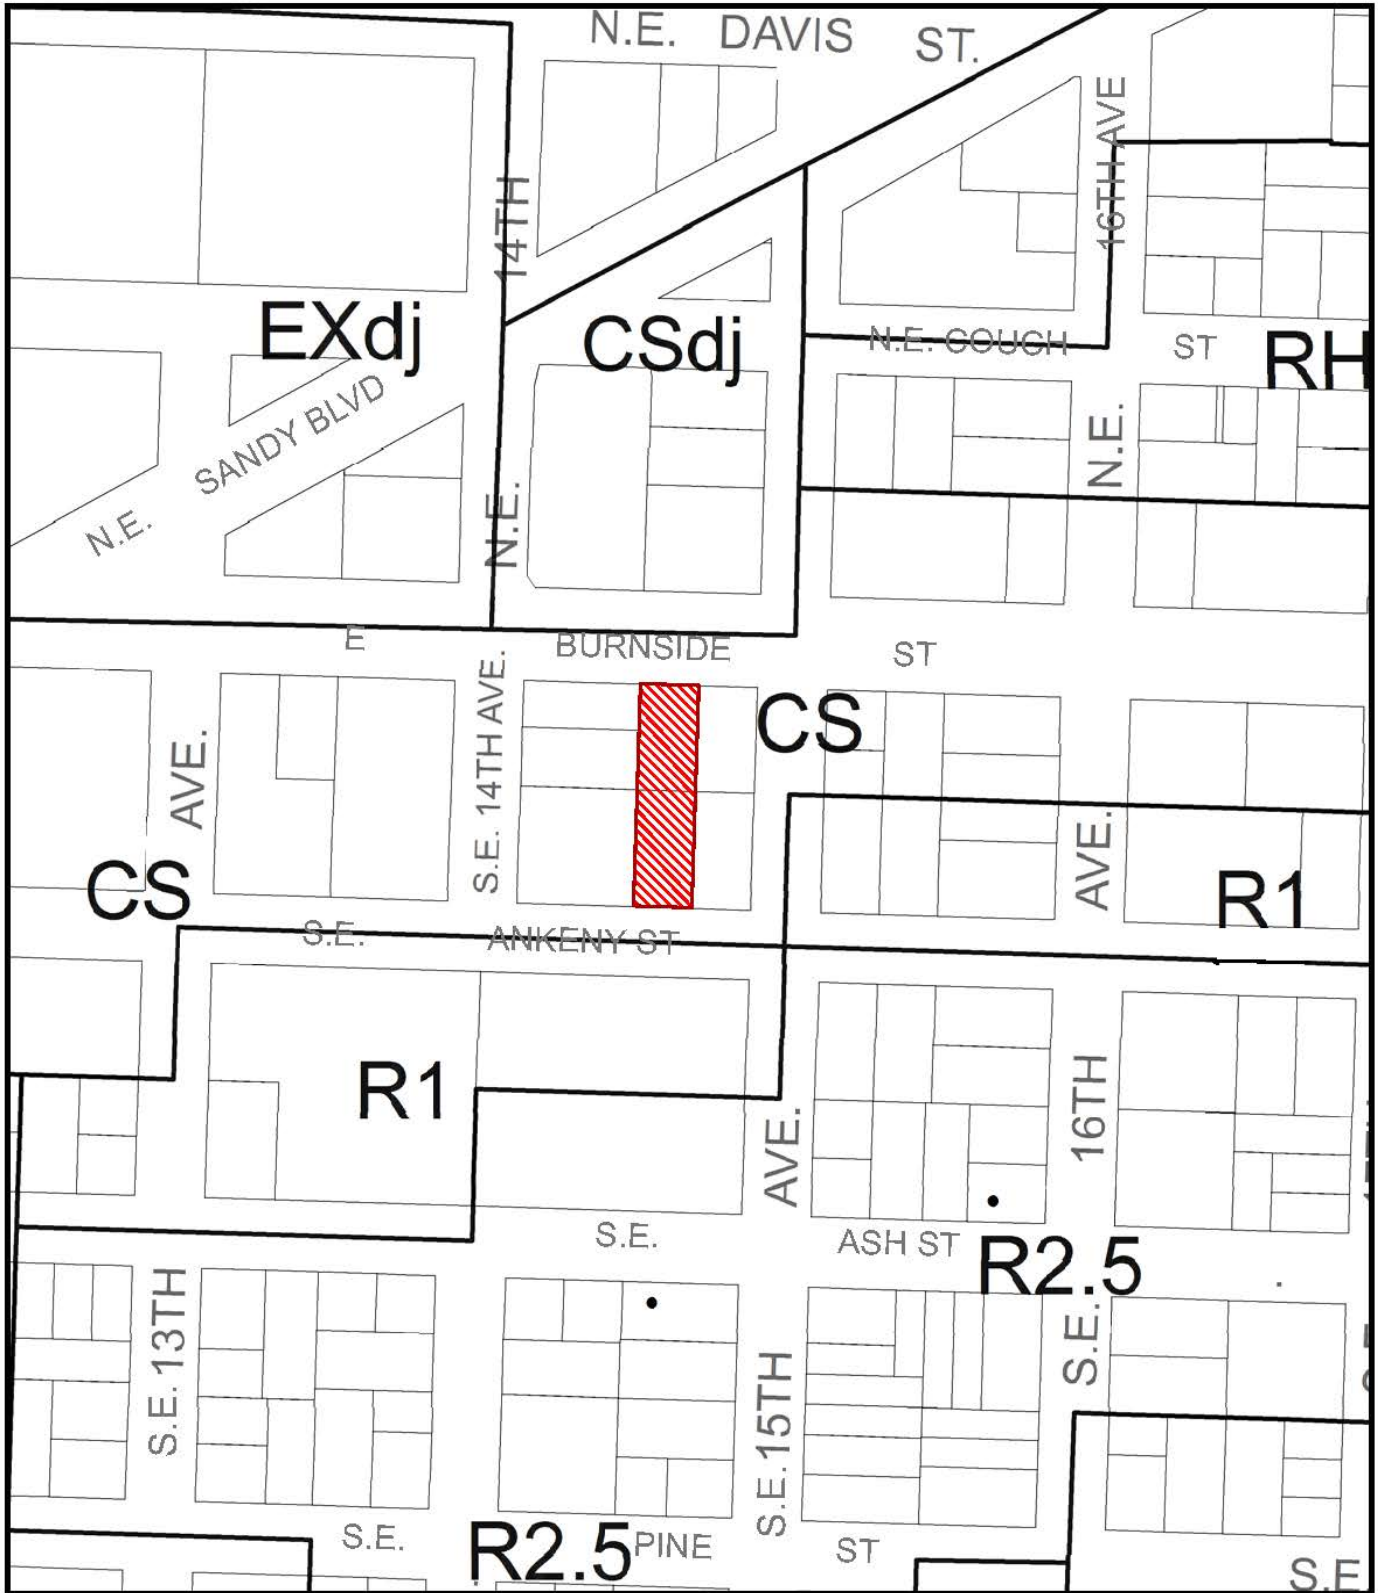 N.E. DAVIS ST.
14TH
16TH AVE
EXdj
CSdj
N.E. COUCH
ST
RH
SANDY BLVD
N.E.
N.E.
N.E.
E
BURNSIDE
ST
S.E. 14TH AVE.
CS
AVE.
AVE.
CS
R1
S.E.
ANKENY ST
R1
16TH
AVE.
S.E.
ASH ST
R2.5
S.E. 13TH
S.E.
S.E. 15TH
S.E.
R2.5
PINE
ST
S.E